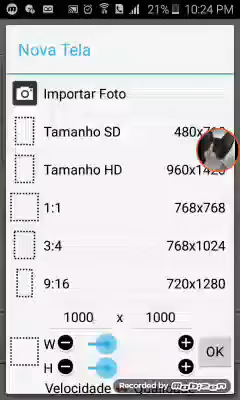 21% 10:24 PM
Nova Tela
Importar Foto
Tamanho SD
Tamanho HD
1:1 768x768
3:4 768x1024
9:16 720x1280
1000 x 1000
W
OK
H
Velocidade
Recorded by Mobizen